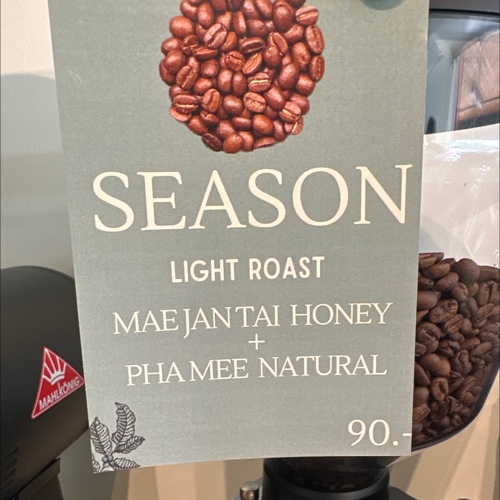 SEASON
LIGHT ROAST
MAE JAN TAI HONEY
+
PHA MEE NATURAL
90.-
MAHLKÖNIG